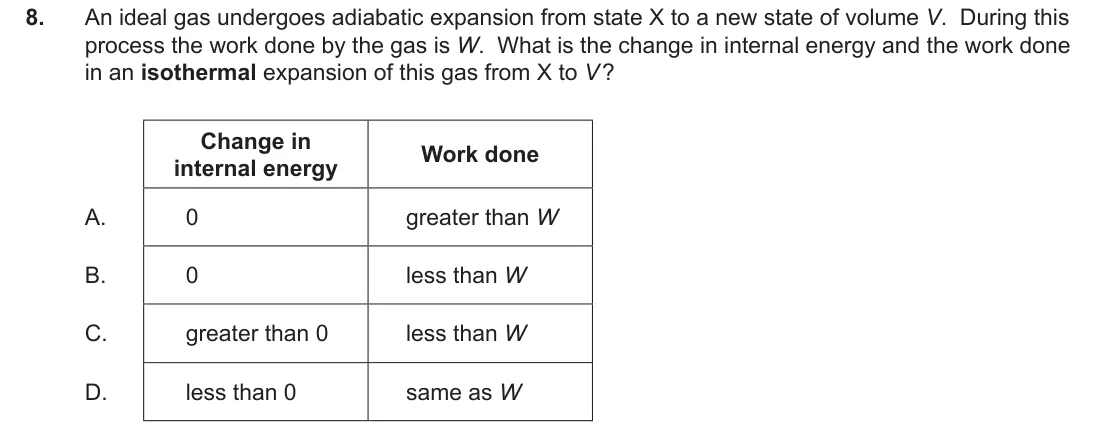 8. An ideal gas undergoes adiabatic expansion from state X to a new state of volume V. During this
process the work done by the gas is W. What is the change in internal energy and the work done
in an isothermal expansion of this gas from X to V?
Change in
internal energy
Work done
A. 0 greater than W
B. 0 less than W
C. greater than 0 less than W
D. less than 0 same as W